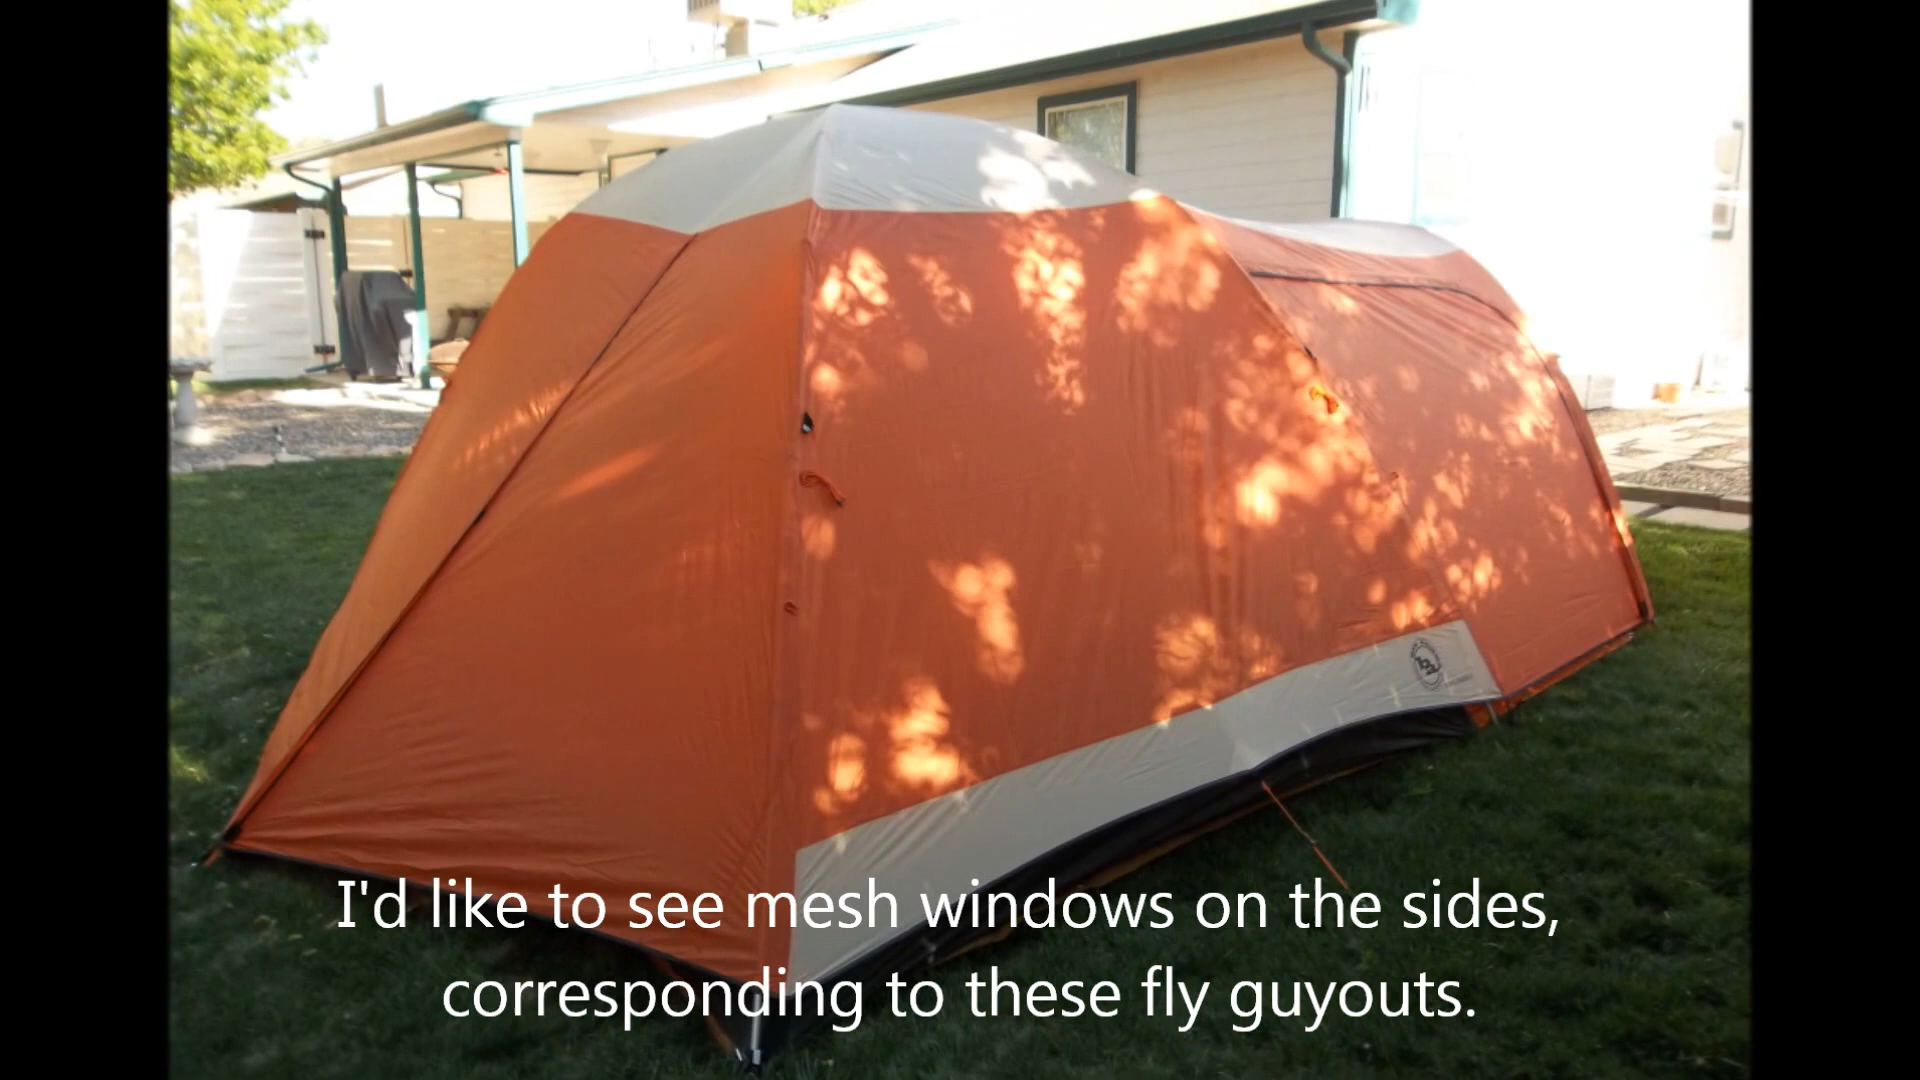 I'd like to see mesh windows on the sides,
corresponding to these fly guyouts.